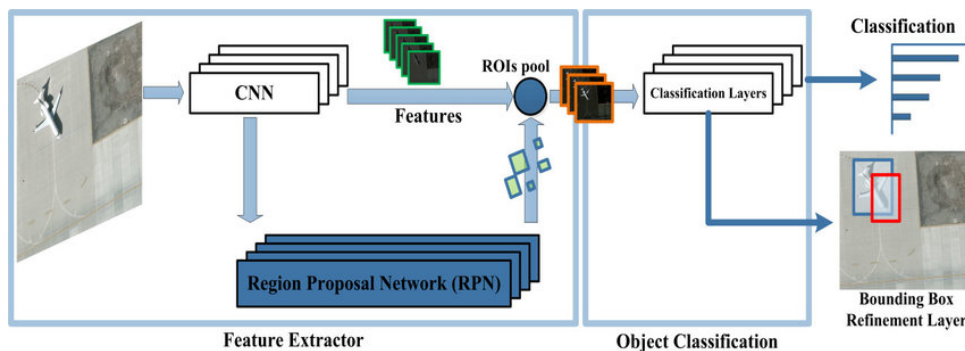 Classification
ROIs pool
CNN
Features
Classification Layers
Region Proposal Network (RPN)
Bounding Box
Refinement Layer
Feature Extractor
Object Classification